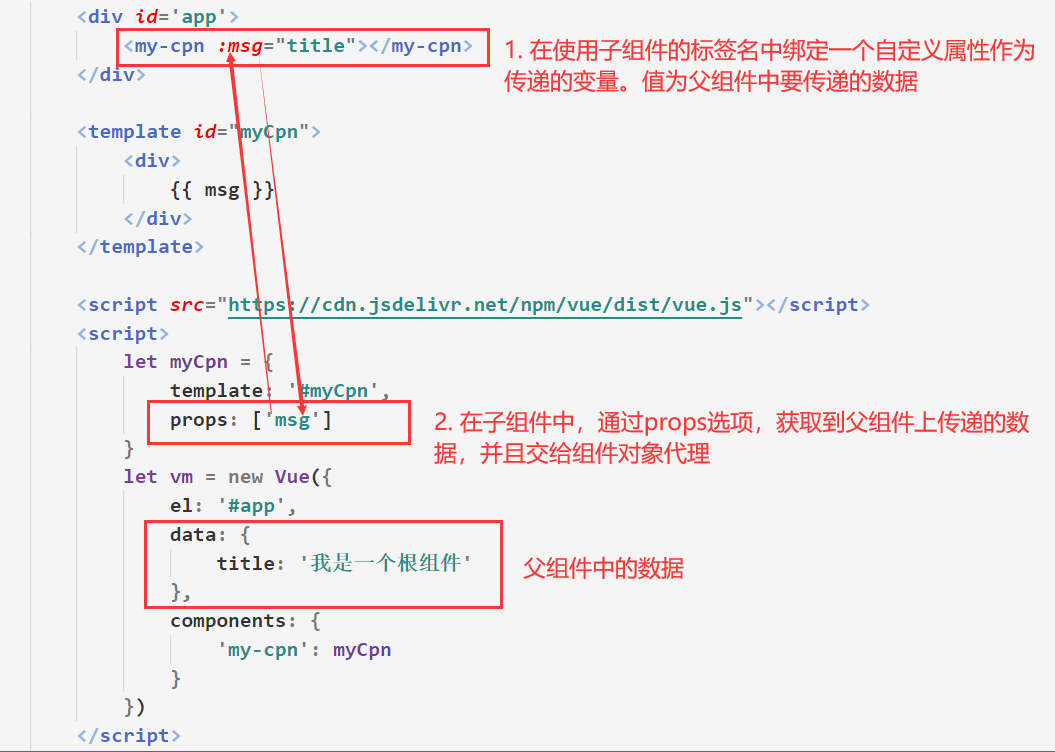 <div id='app'>
<my-cpn :msg="title"></my-cpn>
1. 在使用子组件的标签名中绑定一个自定义属性作为
传递的变量。值为父组件中要传递的数据
</div>
<template id="myCpn">
<div>
{{ msg }}
</div>
</template>
<script src="https://cdn.jsdelivr.net/npm/vue/dist/vue.js"></script>
<script>
let myCpn = {
template: '#myCpn',
props: ['msg']
2. 在子组件中，通过props选项，获取到父组件上传递的数
据，并且交给组件对象代理
}
let vm = new Vue({
el: '#app',
data: {
title: '我是一个根组件'
父组件中的数据
},
components: {
'my-cpn': myCpn
}
})
</script>